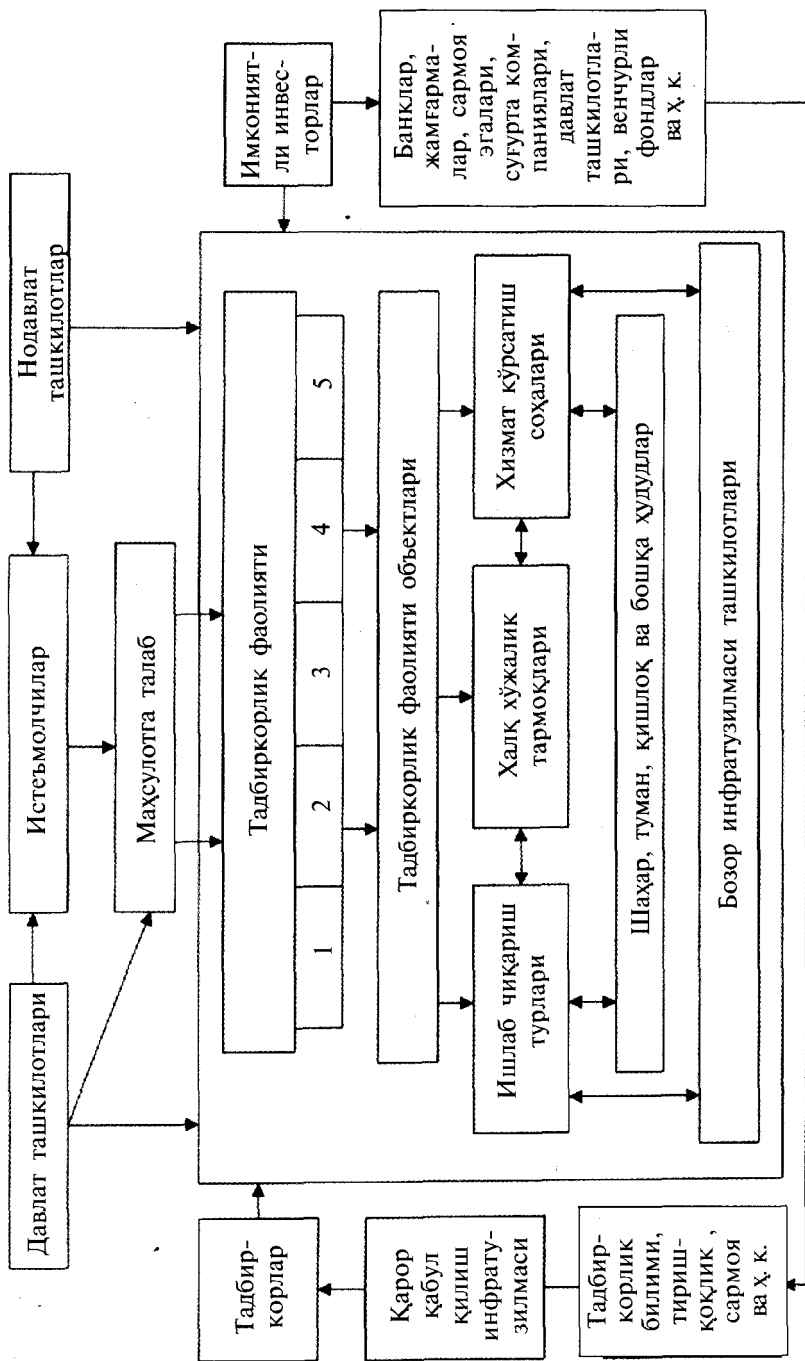 Давлат ташкилотлари
Истеъмолчилар
Нодавлат
ташкилотлар
Маҳсулотга талаб
Тадбир-
корлар
Қарор
қабул
қилиш
инфрату-
зилмаси
Тадбир-
корлик
билими,
тириш-
қоқлик,
сармоя
ва ҳ. к.
Тадбиркорлик фаолияти
1
2
3
4
5
Тадбиркорлик фаолияти объектлари
Ишлаб чиқариш
турлари
Халқ хўжалик
тармоқлари
Хизмат кўрсатиш
соҳалари
Шаҳар, туман, қишлоқ ва бошқа ҳудудлар
Бозор инфратузилмаси ташкилотлари
Имконият-
ли инвес-
торлар
Банклар,
жамғарма-
лар, сармоя
эгалари,
суғурта ком-
паниялари,
давлат
ташкилотла-
ри, венчурли
фондлар
ва ҳ. к.